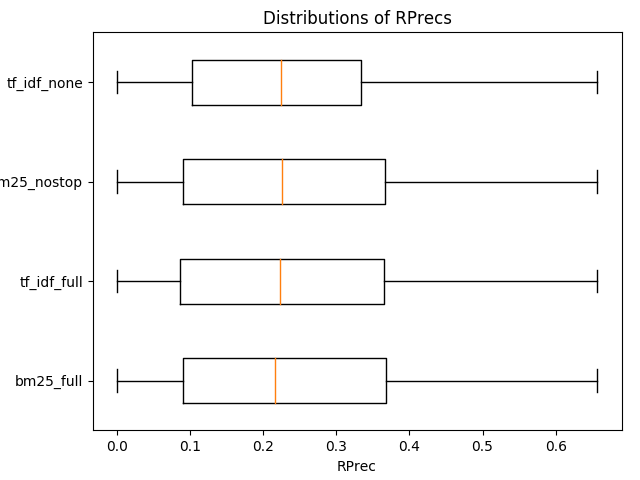 Distributions of RPrecs
tf_idf_none
m25_nostop
tf_idf_full
bm25_full
0.0 0.1 0.2 0.3 0.4 0.5 0.6
RPrec